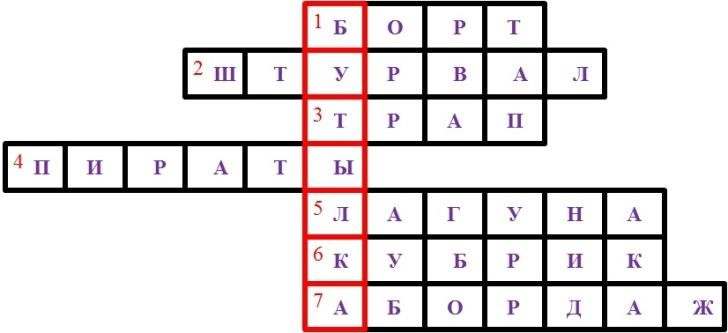 1 Б О Р Т
2 Ш Т У Р В А Л
3 Т Р А П
4 П И Р А Т Ы
5 Л А Г У Н А
6 К У Б Р И К
7 А Б О Р Д А Ж